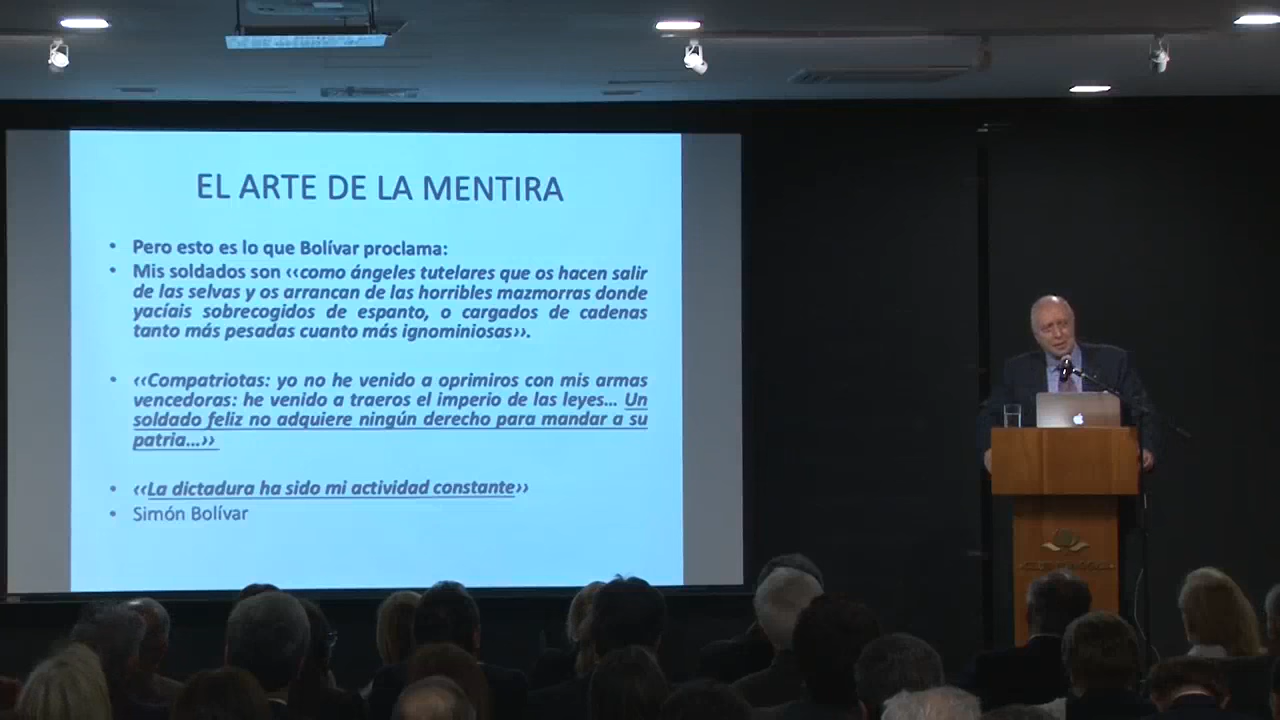 EL ARTE DE LA MENTIRA
• Pero esto es lo que Bolívar proclama:
• Mis soldados son ‹‹como ángeles tutelares que os hacen salir
de las selvas y os arrancan de las horribles mazmorras donde
yacíais sobrecogidos de espanto, o cargados de cadenas
tanto más pesadas cuanto más ignominiosas››.
• ‹‹Compatriotas: yo no he venido a oprimiros con mis armas
vencedoras: he venido a traeros el imperio de las leyes... Un
soldado feliz no adquiere ningún derecho para mandar a su
patria...››
• ‹‹La dictadura ha sido mi actividad constante››
• Simón Bolívar